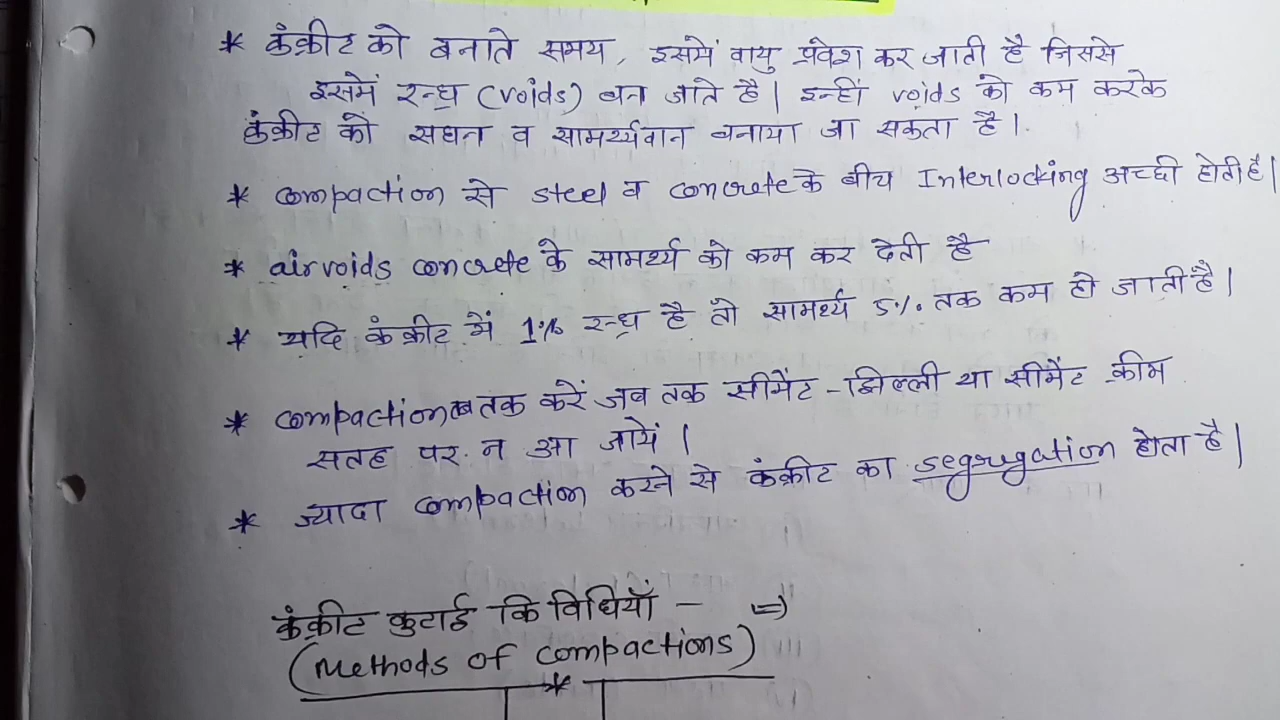 * कंक्रीट को बनाते समय, इसमें वायु प्रवेश कर जाती है जिससे
इसमें रन्ध्र (voids) बन जाते है। इन्हीं voids को कम करके
कंक्रीट को सघन व सामर्थ्यवान बनाया जा सकता है।
* compaction से steel व concrete के बीच Interlocking अच्छी होती है।
* airvoids concrete के सामर्थ्य को कम कर देती है
* यदि कंक्रीट में 1% रन्ध्र है तो सामर्थ्य 5% तक कम हो जाती है।
* compaction तब तक करें जब तक सीमेंट-झिल्ली या सीमेंट क्रीम
सतह पर न आ जायें।
* ज्यादा compaction करने से कंक्रीट का segregation होता है।
कंक्रीट कुटाई कि विधियाँ - ⇒
(Methods of compactions)